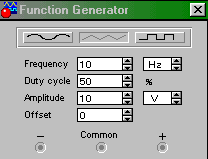 Function Generator
Frequency 10 Hz
Duty cycle 50 %
Amplitude 10 V
Offset 0
− Common +